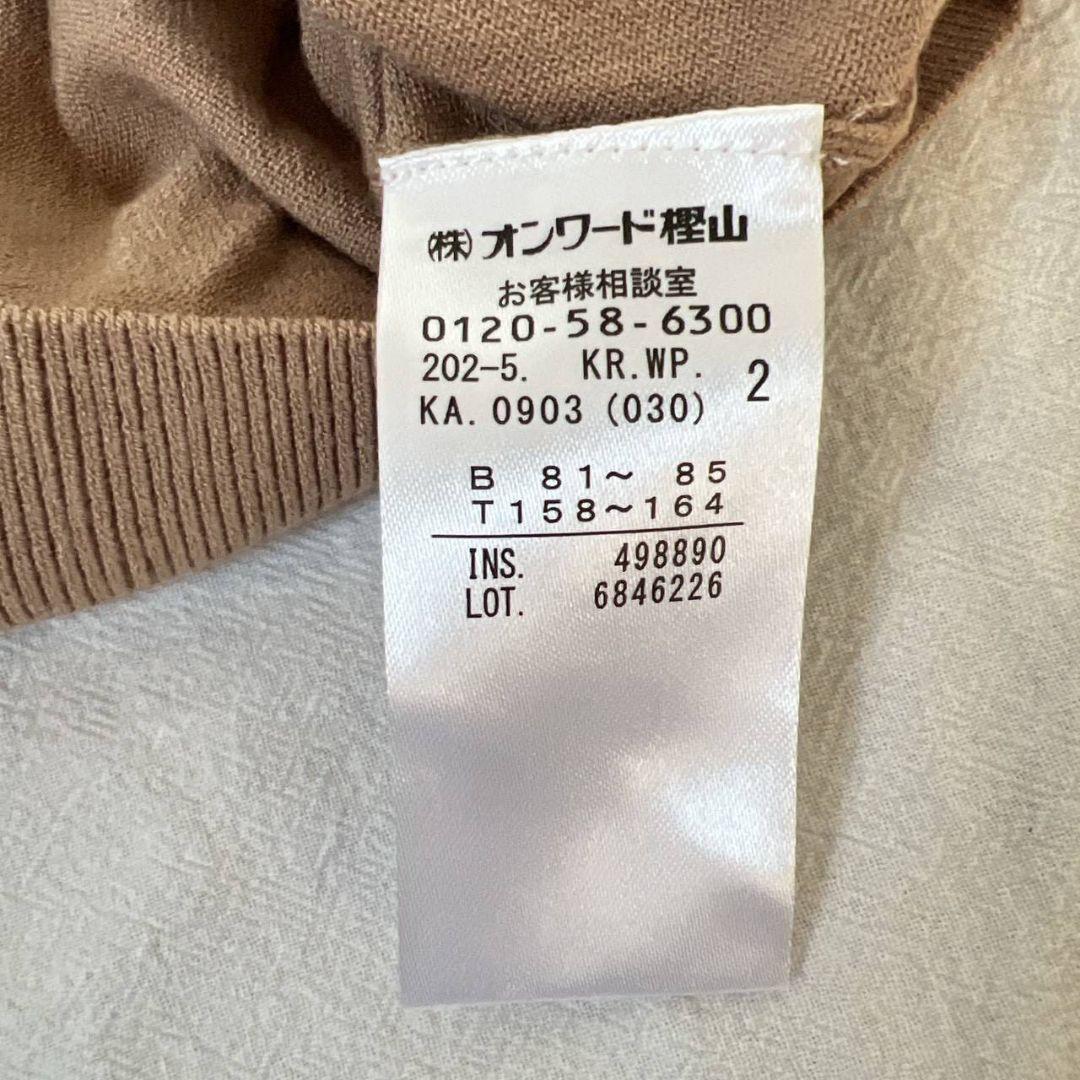 ㈱オンワード樫山
お客様相談室
0120-58-6300
202-5. KR.WP. 2
KA.0903 (030)
B 81～ 85
T158～164
INS. 498890
LOT. 6846226